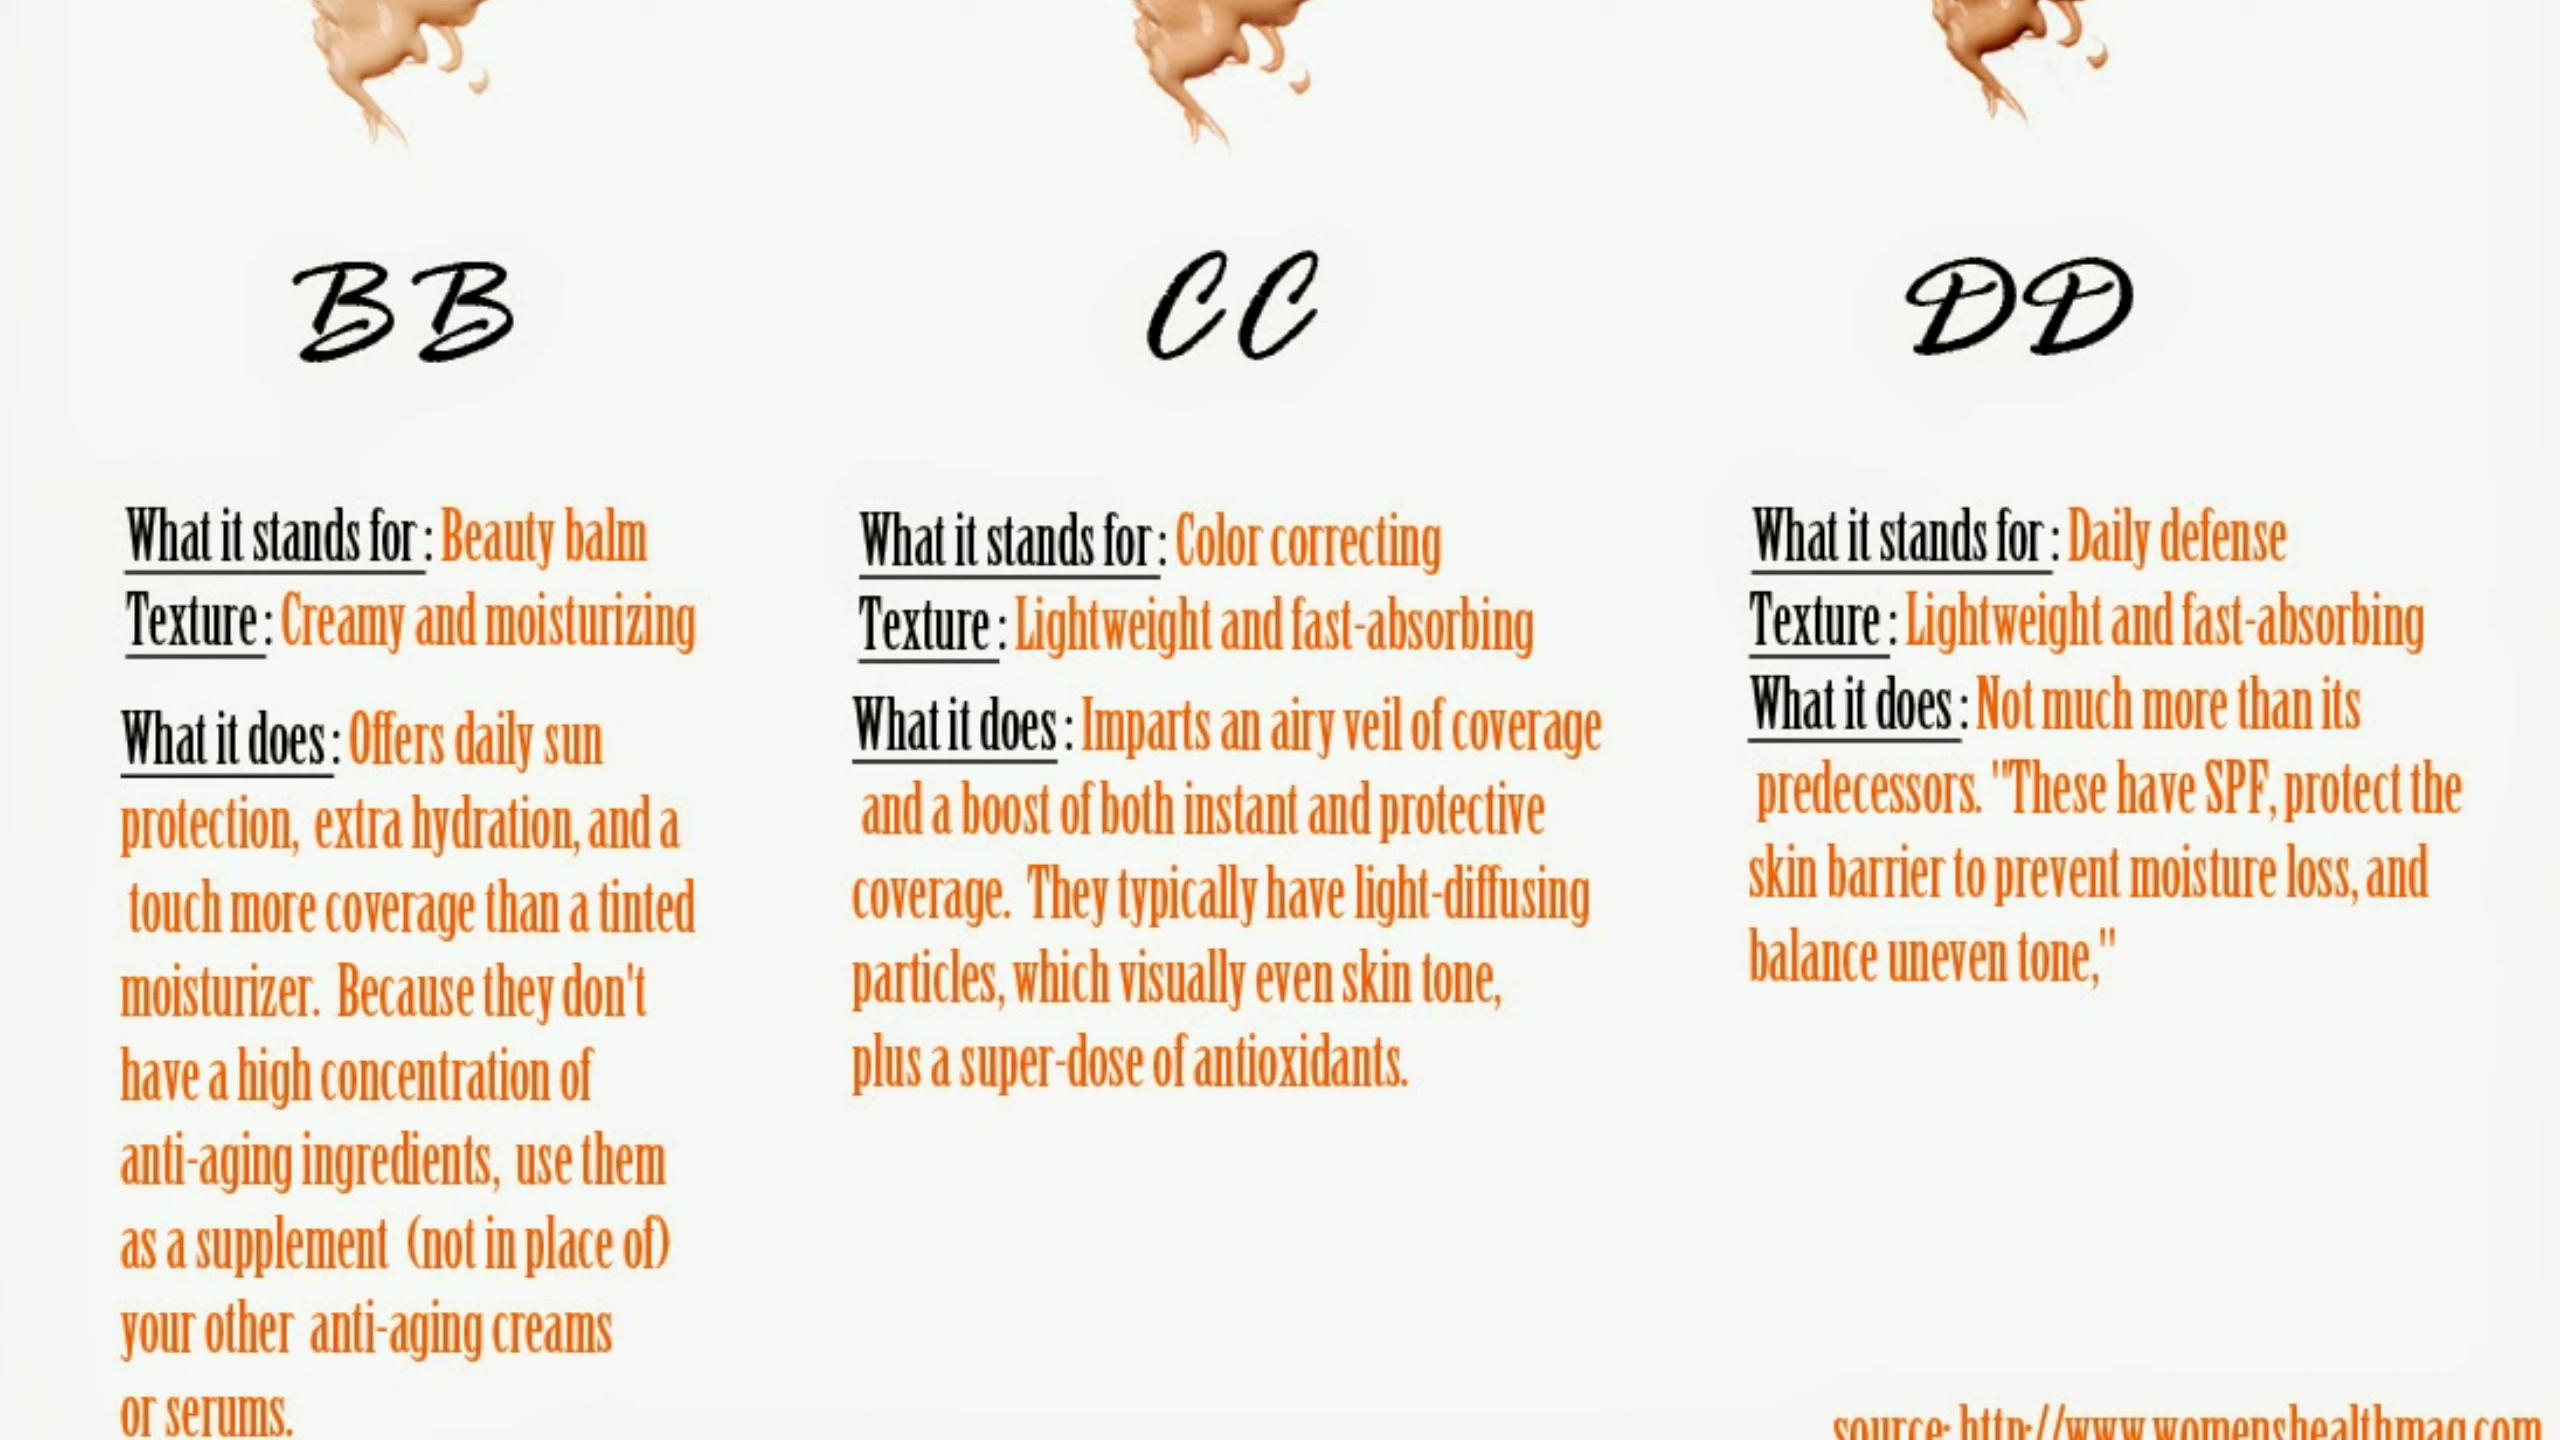 BB
What it stands for: Beauty balm
Texture: Creamy and moisturizing
What it does: Offers daily sun
protection, extra hydration, and a
touch more coverage than a tinted
moisturizer. Because they don't
have a high concentration of
anti-aging ingredients, use them
as a supplement (not in place of)
your other anti-aging creams
or serums.
CC
What it stands for: Color correcting
Texture: Lightweight and fast-absorbing
What it does: Imparts an airy veil of coverage
and a boost of both instant and protective
coverage. They typically have light-diffusing
particles, which visually even skin tone,
plus a super-dose of antioxidants.
DD
What it stands for: Daily defense
Texture: Lightweight and fast-absorbing
What it does: Not much more than its
predecessors. "These have SPF, protect the
skin barrier to prevent moisture loss, and
balance uneven tone,"
source: http://www.womenshealthmag.com